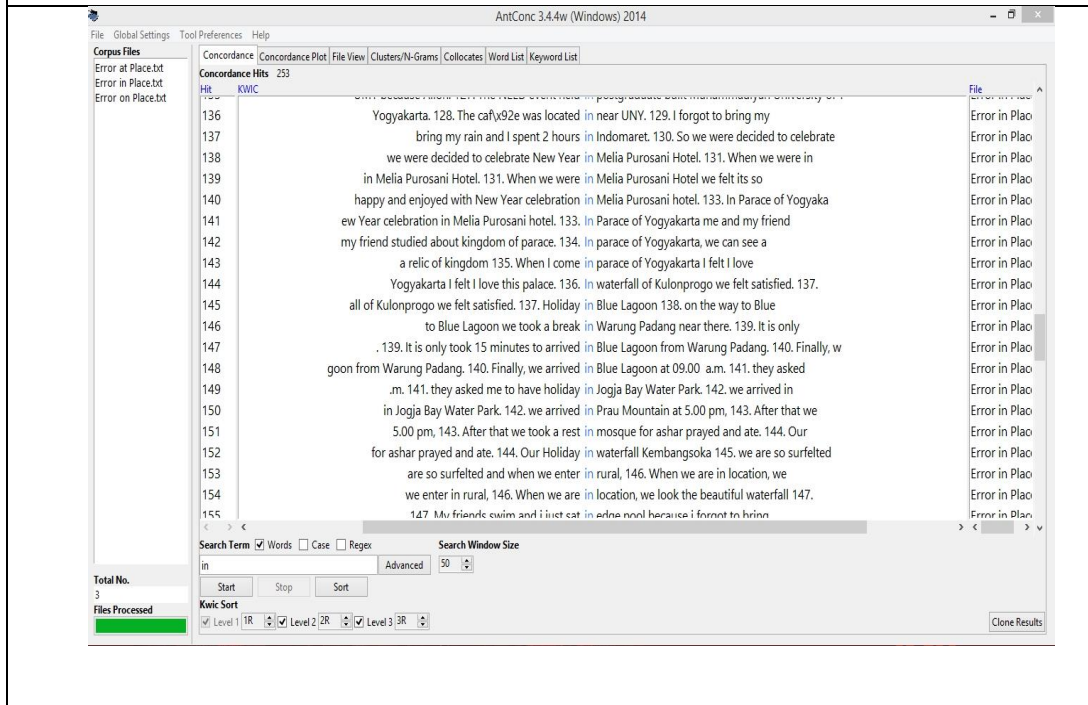 AntConc 3.4.4w (Windows) 2014
File Global Settings Tool Preferences Help
Corpus Files
Error at Place.txt
Error in Place.txt
Error on Place.txt
Concordance Concordance Plot File View Clusters/N-Grams Collocates Word List Keyword List
Concordance Hits 253
Hit KWIC File
136 Yogyakarta. 128. The caf\x92e was located in near UNY. 129. I forgot to bring my Error in Plac
137 bring my rain and I spent 2 hours in Indomaret. 130. So we were decided to celebrate Error in Plac
138 we were decided to celebrate New Year in Melia Purosani Hotel. 131. When we were in Error in Plac
139 in Melia Purosani Hotel. 131. When we were in Melia Purosani Hotel we felt its so Error in Plac
140 happy and enjoyed with New Year celebration in Melia Purosani hotel. 133. In Parace of Yogyaka Error in Plac
141 ew Year celebration in Melia Purosani hotel. 133. In Parace of Yogyakarta me and my friend Error in Plac
142 my friend studied about kingdom of parace. 134. In parace of Yogyakarta, we can see a Error in Plac
143 a relic of kingdom 135. When I come in parace of Yogyakarta I felt I love Error in Plac
144 Yogyakarta I felt I love this palace. 136. In waterfall of Kulonprogo we felt satisfied. 137. Error in Plac
145 all of Kulonprogo we felt satisfied. 137. Holiday in Blue Lagoon 138. on the way to Blue Error in Plac
146 to Blue Lagoon we took a break in Warung Padang near there. 139. It is only Error in Plac
147 . 139. It is only took 15 minutes to arrived in Blue Lagoon from Warung Padang. 140. Finally, w Error in Plac
148 goon from Warung Padang. 140. Finally, we arrived in Blue Lagoon at 09.00 a.m. 141. they asked Error in Plac
149 .m. 141. they asked me to have holiday in Jogja Bay Water Park. 142. we arrived in Error in Plac
150 in Jogja Bay Water Park. 142. we arrived in Prau Mountain at 5.00 pm, 143. After that we Error in Plac
151 5.00 pm, 143. After that we took a rest in mosque for ashar prayed and ate. 144. Our Error in Plac
152 for ashar prayed and ate. 144. Our Holiday in waterfall Kembangsoka 145. we are so surfelted Error in Plac
153 are so surfelted and when we enter in rural, 146. When we are in location, we Error in Plac
154 we enter in rural, 146. When we are in location, we look the beautiful waterfall 147. Error in Plac
155 147. My friends swim and i just sat in edge pool because i forgot to bring Error in Plac
Search Term Words Case Regex Search Window Size
in Advanced 50
Total No.
3
Start Stop Sort
Files Processed
Kwic Sort
Level 1 1R Level 2 2R Level 3 3R Clone Results